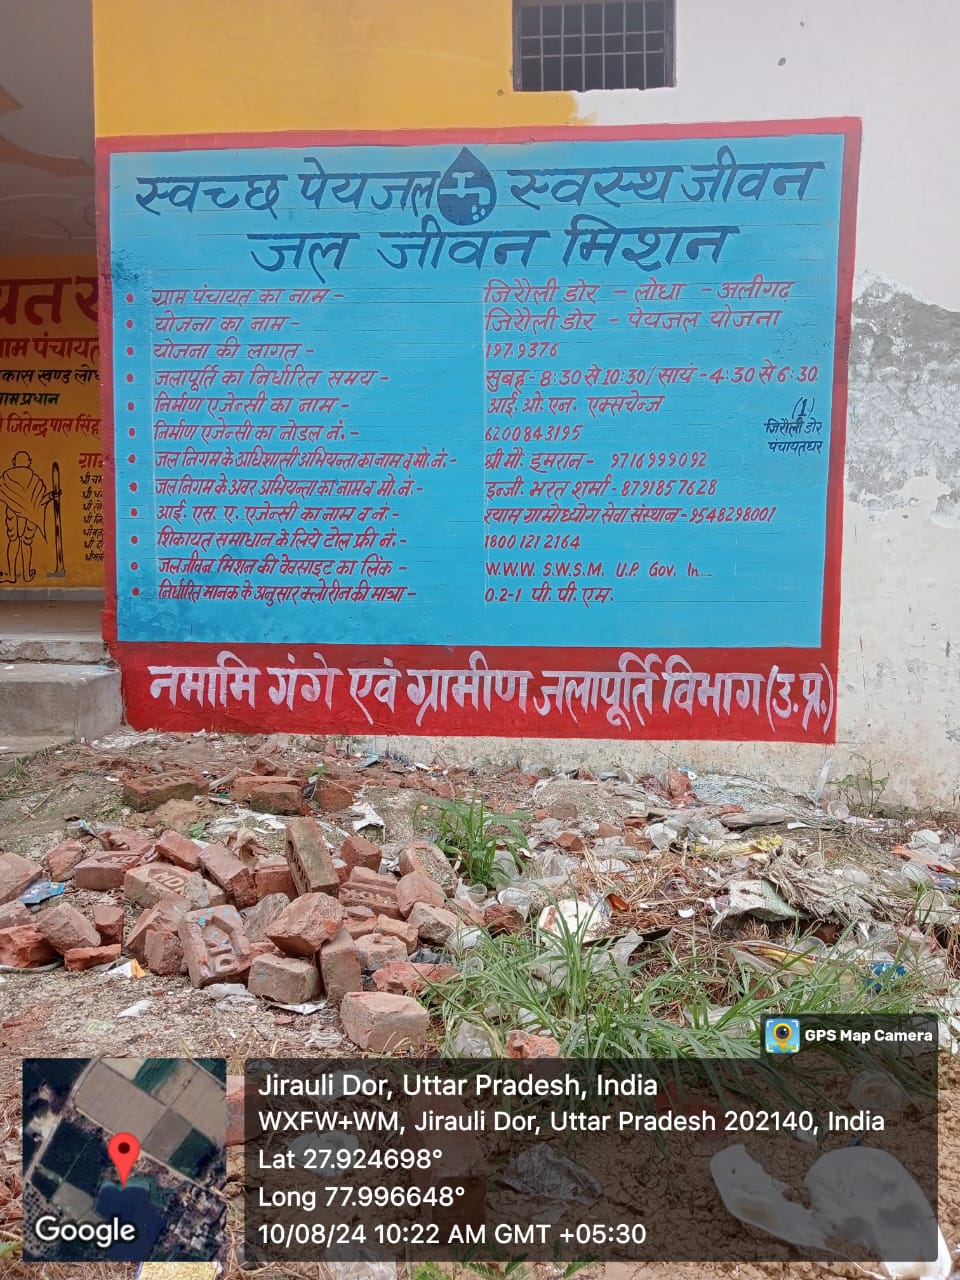 स्वच्छ पेयजल स्वस्थ जीवन
जल जीवन मिशन
• ग्राम पंचायत का नाम - जिरौली डोर - लोधा - अलीगढ़
• योजना का नाम - जिरौली डोर - पेयजल योजना
• योजना की लागत - 197.9376
• जलापूर्ति का निर्धारित समय - सुबह - 8:30 से 10:30/ सायं - 4:30 से 6:30
• निर्माण एजेन्सी का नाम - आई.ओ.एन. एक्सचेन्ज
• निर्माण एजेन्सी का नोडल नं. - 6200843195
(1)
जिरौली डोर
पंचायतघर
• जल निगम के अधिशासी अभियन्ता का नाम व मो. नं. - श्री मौ. इमरान - 9716999092
• जल निगम के अवर अभियन्ता का नाम व मो. नं. - इन्जी. भरत शर्मा - 8791857628
• आई. एस. ए. एजेन्सी का नाम व नं. - श्याम ग्रामोध्योग सेवा संस्थान - 9548298001
• शिकायत समाधान के लिये टोल फ्री नं. - 1800 121 2164
• जल जीवन मिशन की वेवसाइट का लिंक - W.W.W. S.W.S.M. U.P. Gov. In...
• निर्धारित मानक के अनुसार क्लोरीन की मात्रा - 0.2-1 पी. पी. एम.
नमामि गंगे एवं ग्रामीण जलापूर्ति विभाग (उ.प्र.)
यत स
ाम पंचायत
कास खण्ड लोध
ाम प्रधान
जितेन्द्र पाल सिंह
ग्रा
GPS Map Camera
Jirauli Dor, Uttar Pradesh, India
WXFW+WM, Jirauli Dor, Uttar Pradesh 202140, India
Lat 27.924698°
Long 77.996648°
10/08/24 10:22 AM GMT +05:30
Google